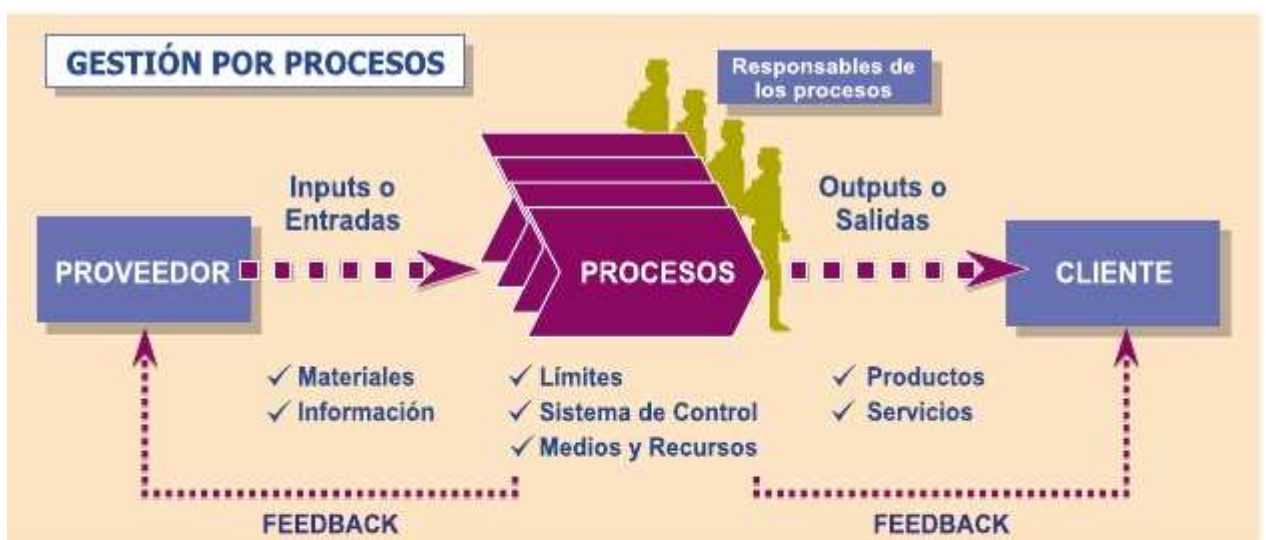 GESTIÓN POR PROCESOS
Responsables de
los procesos
Inputs o
Entradas
Outputs o
Salidas
PROVEEDOR
PROCESOS
CLIENTE
✓ Materiales
✓ Información
✓ Límites
✓ Sistema de Control
✓ Medios y Recursos
✓ Productos
✓ Servicios
FEEDBACK
FEEDBACK